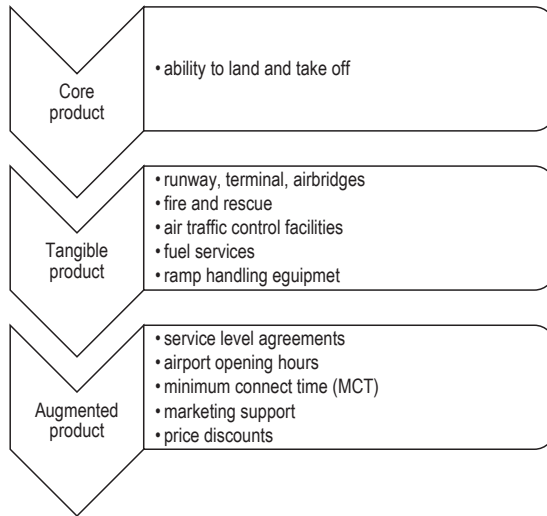 Core
product
• ability to land and take off
Tangible
product
• runway, terminal, airbridges
• fire and rescue
• air traffic control facilities
• fuel services
• ramp handling eguipmet
Augmented
product
• service level agreements
• airport opening hours
• minimum connect time (MCT)
• marketing support
• price discounts